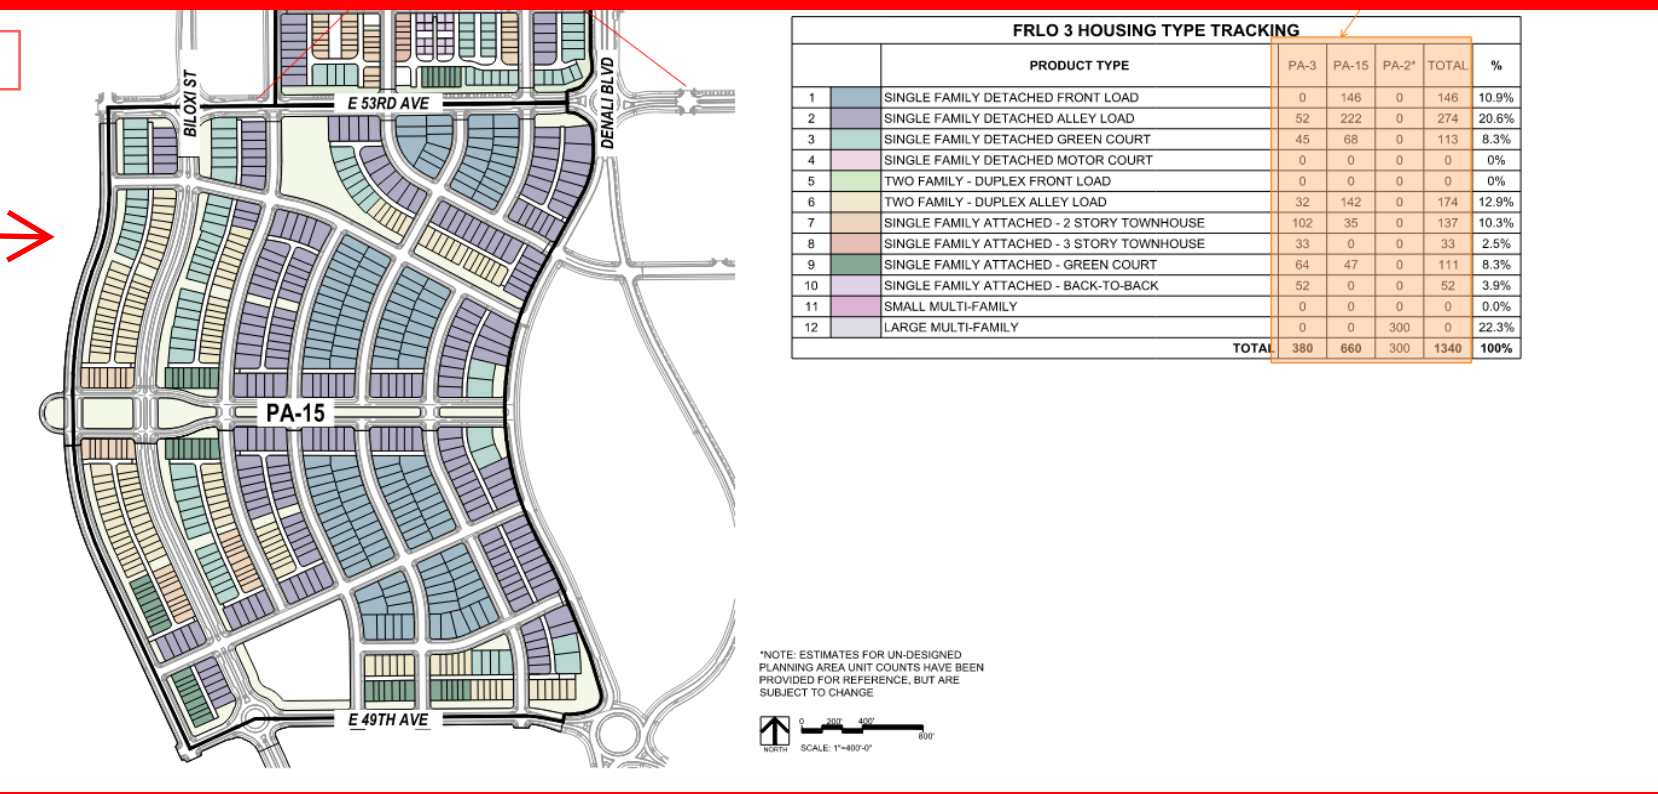 FRLO 3 HOUSING TYPE TRACKING
PRODUCT TYPE PA-3 PA-15 PA-2* TOTAL %
1 SINGLE FAMILY DETACHED FRONT LOAD 0 146 0 146 10.9%
2 SINGLE FAMILY DETACHED ALLEY LOAD 52 222 0 274 20.6%
3 SINGLE FAMILY DETACHED GREEN COURT 45 68 0 113 8.3%
4 SINGLE FAMILY DETACHED MOTOR COURT 0 0 0 0 0%
5 TWO FAMILY - DUPLEX FRONT LOAD 0 0 0 0 0%
6 TWO FAMILY - DUPLEX ALLEY LOAD 32 142 0 174 12.9%
7 SINGLE FAMILY ATTACHED - 2 STORY TOWNHOUSE 102 35 0 137 10.3%
8 SINGLE FAMILY ATTACHED - 3 STORY TOWNHOUSE 33 0 0 33 2.5%
9 SINGLE FAMILY ATTACHED - GREEN COURT 64 47 0 111 8.3%
10 SINGLE FAMILY ATTACHED - BACK-TO-BACK 52 0 0 52 3.9%
11 SMALL MULTI-FAMILY 0 0 0 0 0.0%
12 LARGE MULTI-FAMILY 0 0 300 0 22.3%
TOTAL 380 660 300 1340 100%
BILOXI ST
E 53RD AVE
DENALI BLVD
PA-15
E 49TH AVE
*NOTE: ESTIMATES FOR UN-DESIGNED
PLANNING AREA UNIT COUNTS HAVE BEEN
PROVIDED FOR REFERENCE, BUT ARE
SUBJECT TO CHANGE
0 200' 400'
800'
NORTH
SCALE: 1"=400'-0"